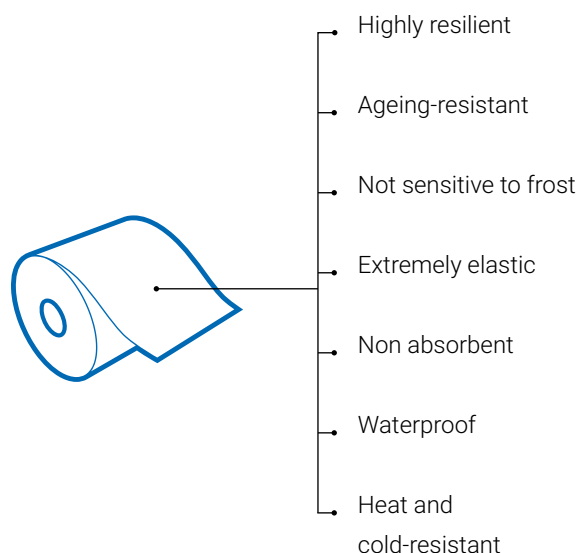 Highly resilient
Ageing-resistant
Not sensitive to frost
Extremely elastic
Non absorbent
Waterproof
Heat and
cold-resistant